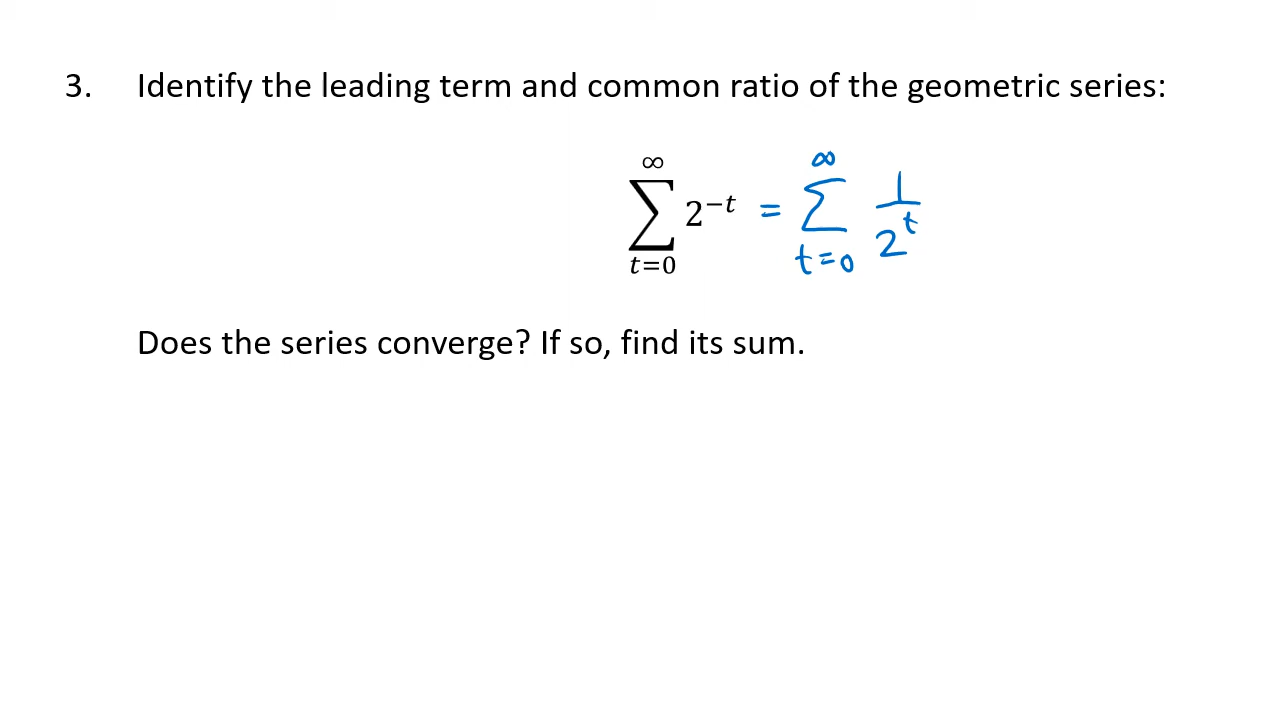 3. Identify the leading term and common ratio of the geometric series:
∞
∑ 2⁻ᵗ = ∑ 1/2ᵗ
t=0
∞
t=0
Does the series converge? If so, find its sum.